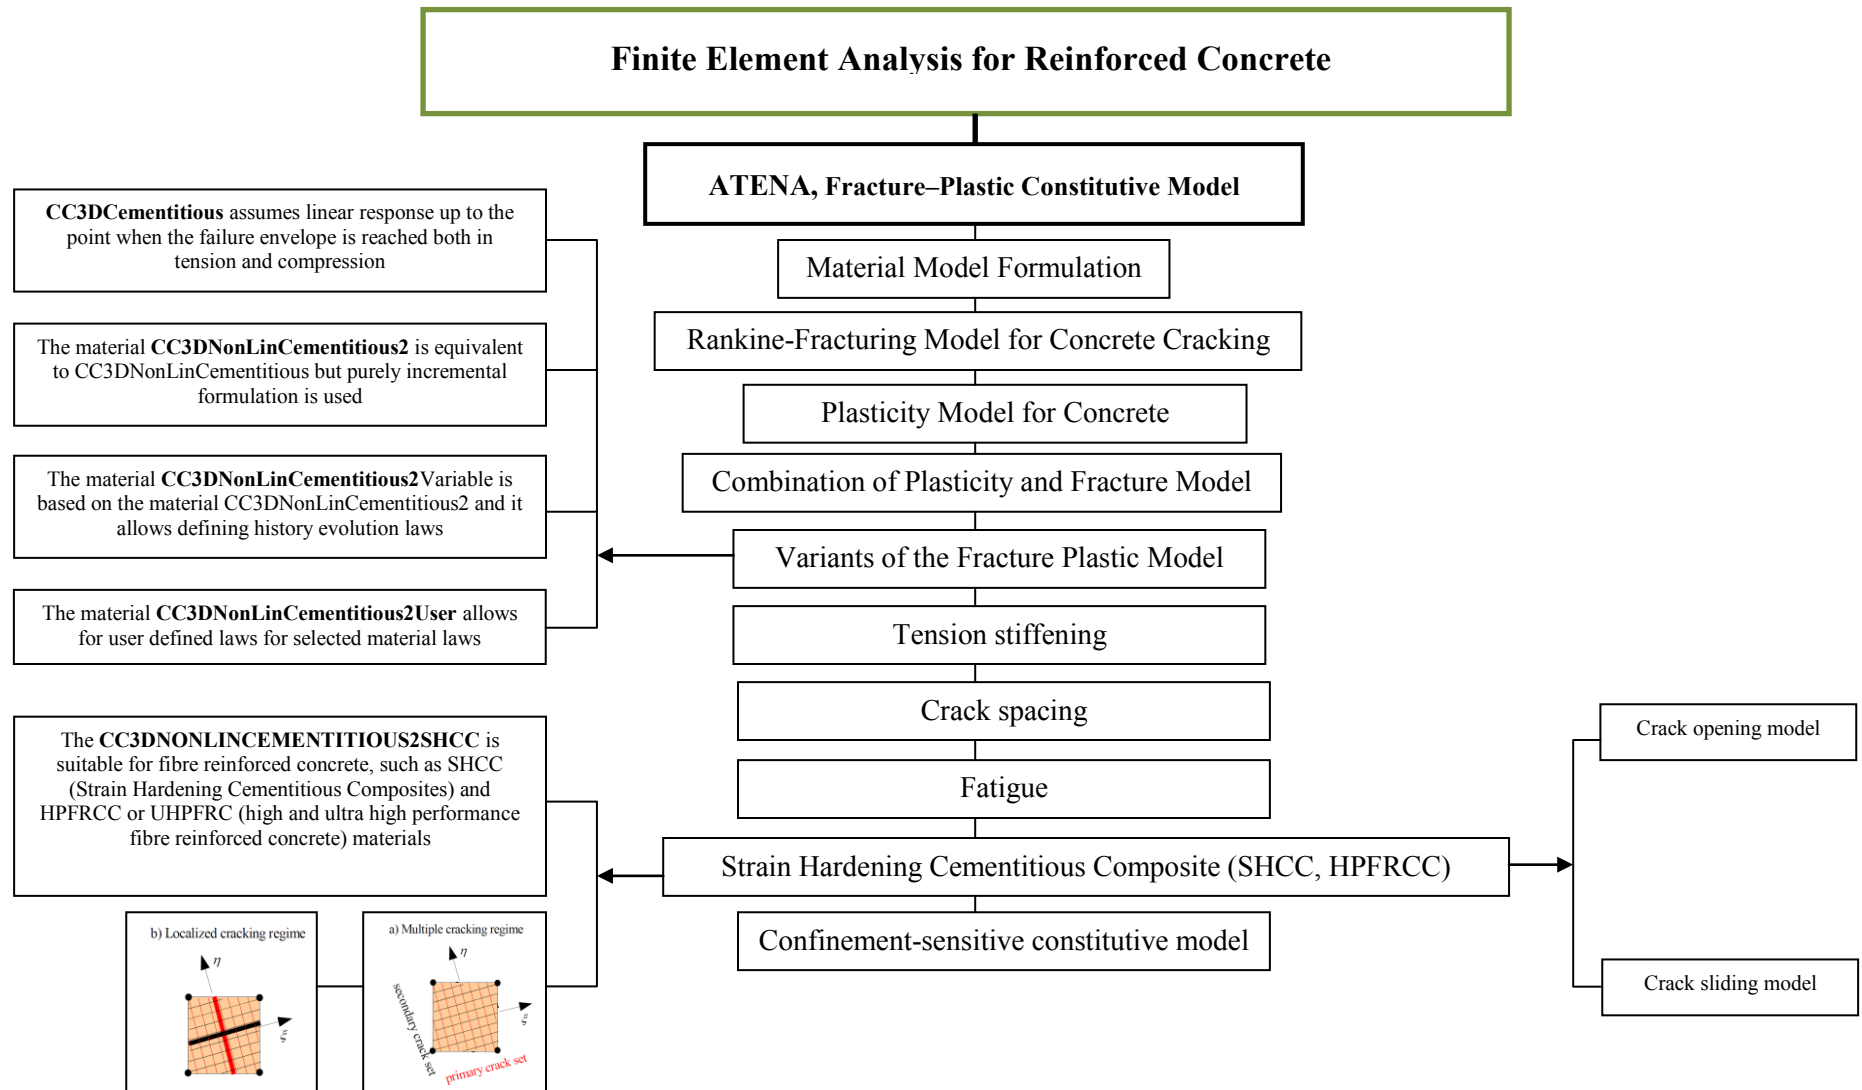 Finite Element Analysis for Reinforced Concrete
ATENA, Fracture–Plastic Constitutive Model
Material Model Formulation
Rankine-Fracturing Model for Concrete Cracking
Plasticity Model for Concrete
Combination of Plasticity and Fracture Model
Variants of the Fracture Plastic Model
Tension stiffening
Crack spacing
Fatigue
Strain Hardening Cementitious Composite (SHCC, HPFRCC)
Confinement-sensitive constitutive model
CC3DCementitious assumes linear response up to the
point when the failure envelope is reached both in
tension and compression
The material CC3DNonLinCementitious2 is equivalent
to CC3DNonLinCementitious but purely incremental
formulation is used
The material CC3DNonLinCementitious2Variable is
based on the material CC3DNonLinCementitious2 and it
allows defining history evolution laws
The material CC3DNonLinCementitious2User allows
for user defined laws for selected material laws
The CC3DNONLINCEMENTITIOUS2SHCC is
suitable for fibre reinforced concrete, such as SHCC
(Strain Hardening Cementitious Composites) and
HPFRCC or UHPFRC (high and ultra high performance
fibre reinforced concrete) materials
b) Localized cracking regime
η
ξ
a) Multiple cracking regime
η
ξ
secondary crack set
primary crack set
Crack opening model
Crack sliding model